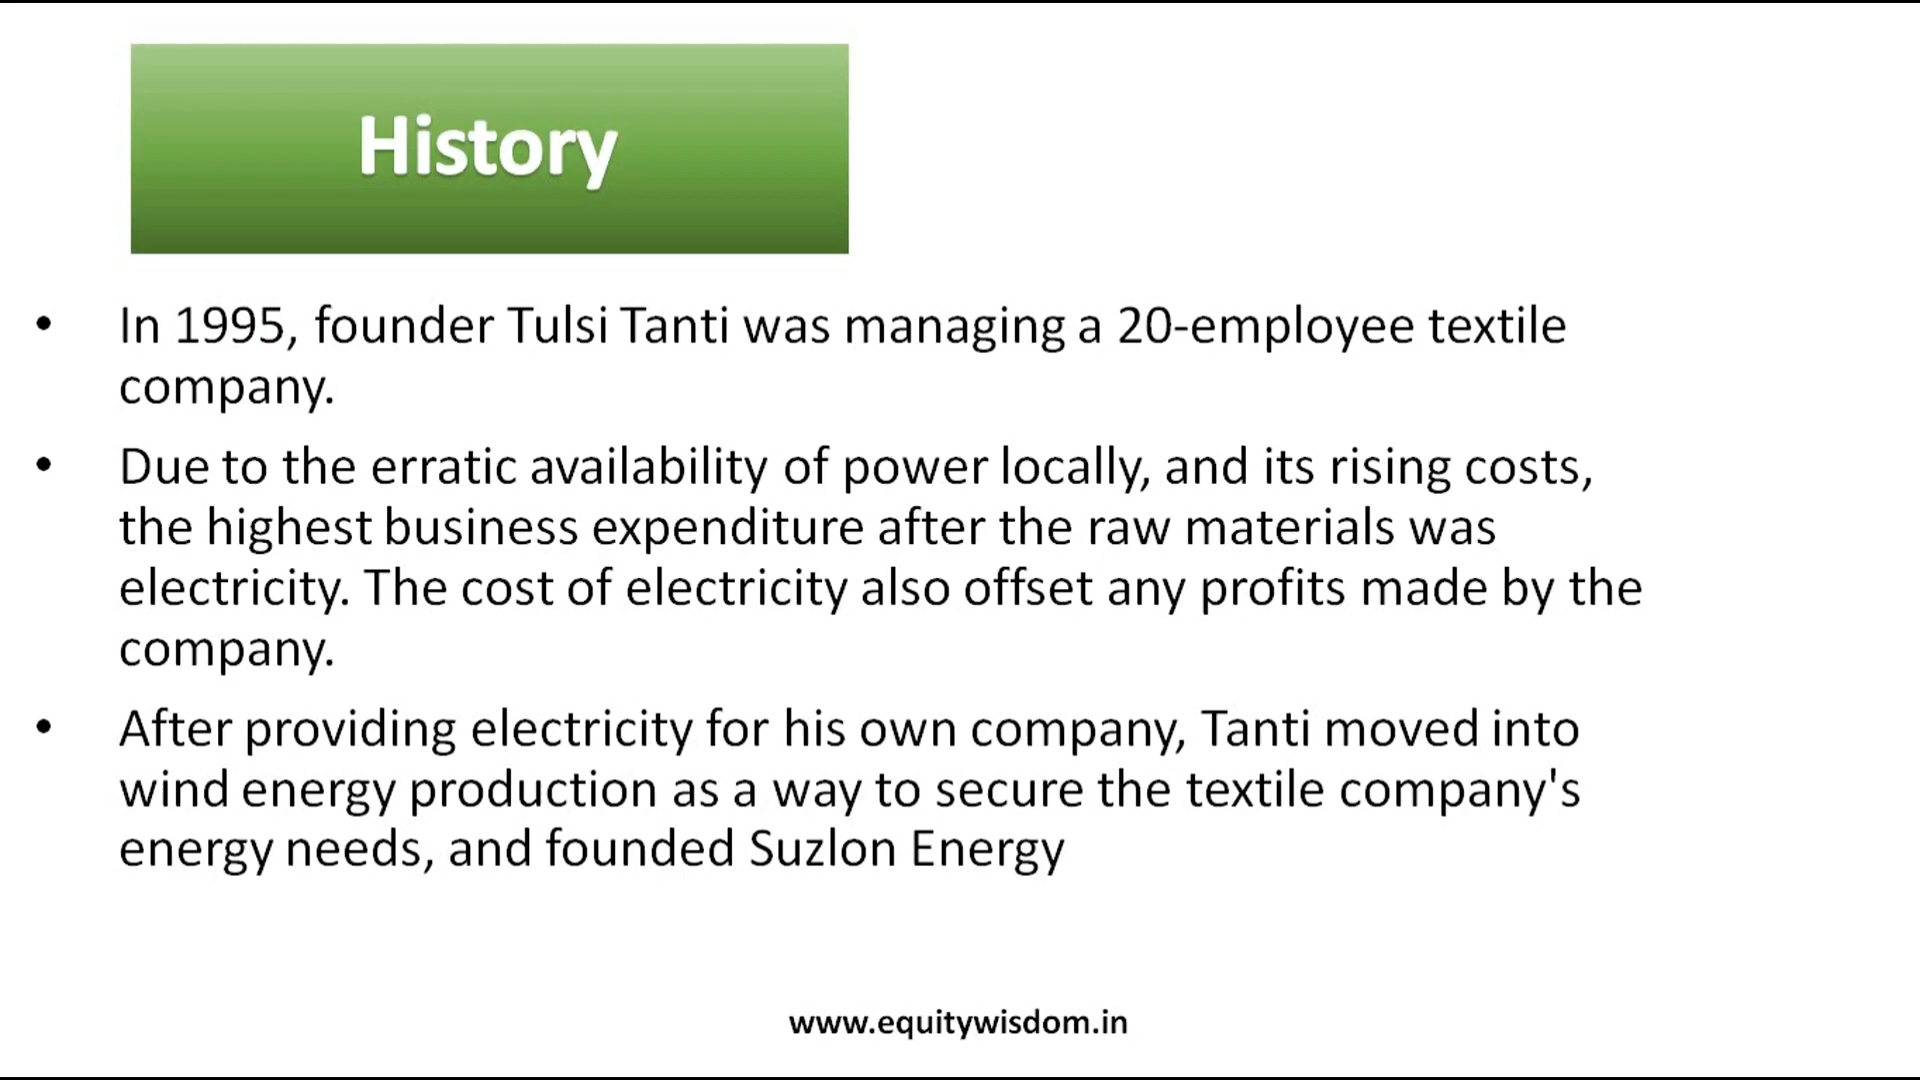 History
• In 1995, founder Tulsi Tanti was managing a 20-employee textile
company.
• Due to the erratic availability of power locally, and its rising costs,
the highest business expenditure after the raw materials was
electricity. The cost of electricity also offset any profits made by the
company.
• After providing electricity for his own company, Tanti moved into
wind energy production as a way to secure the textile company's
energy needs, and founded Suzlon Energy
www.equitywisdom.in